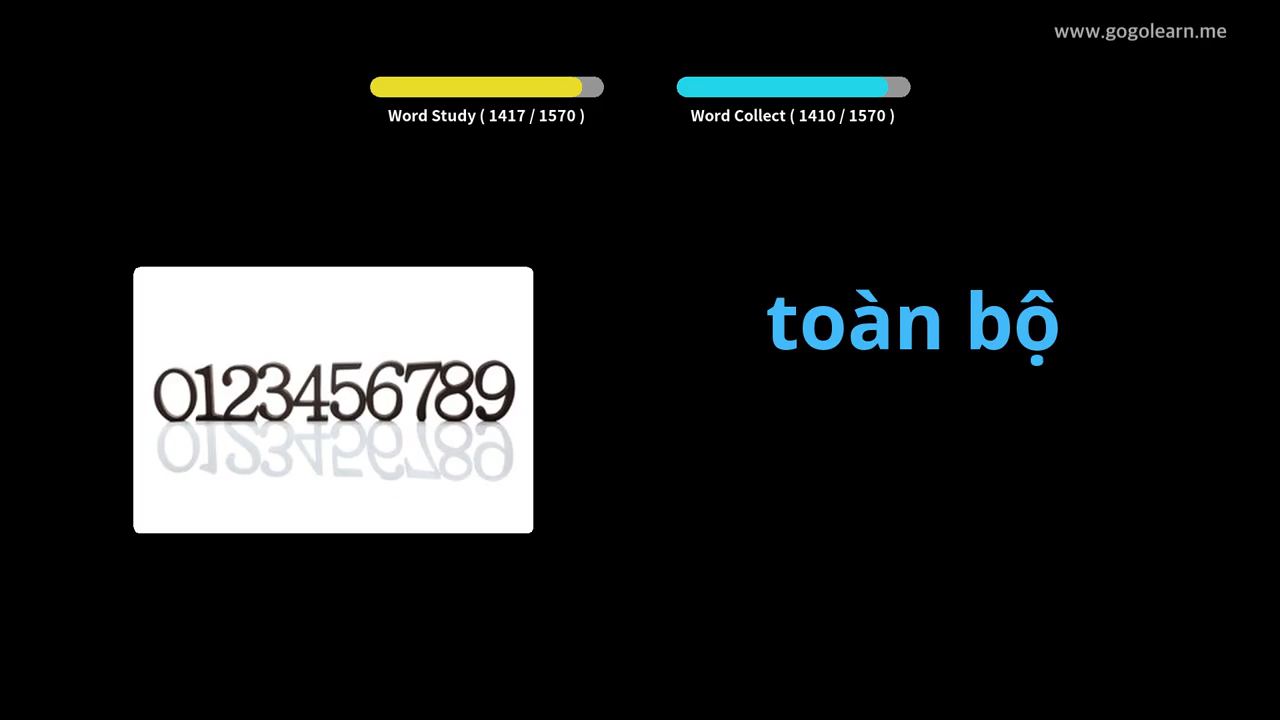 www.gogolearn.me
Word Study ( 1417 / 1570 )
Word Collect ( 1410 / 1570 )
toàn bộ
0123456789